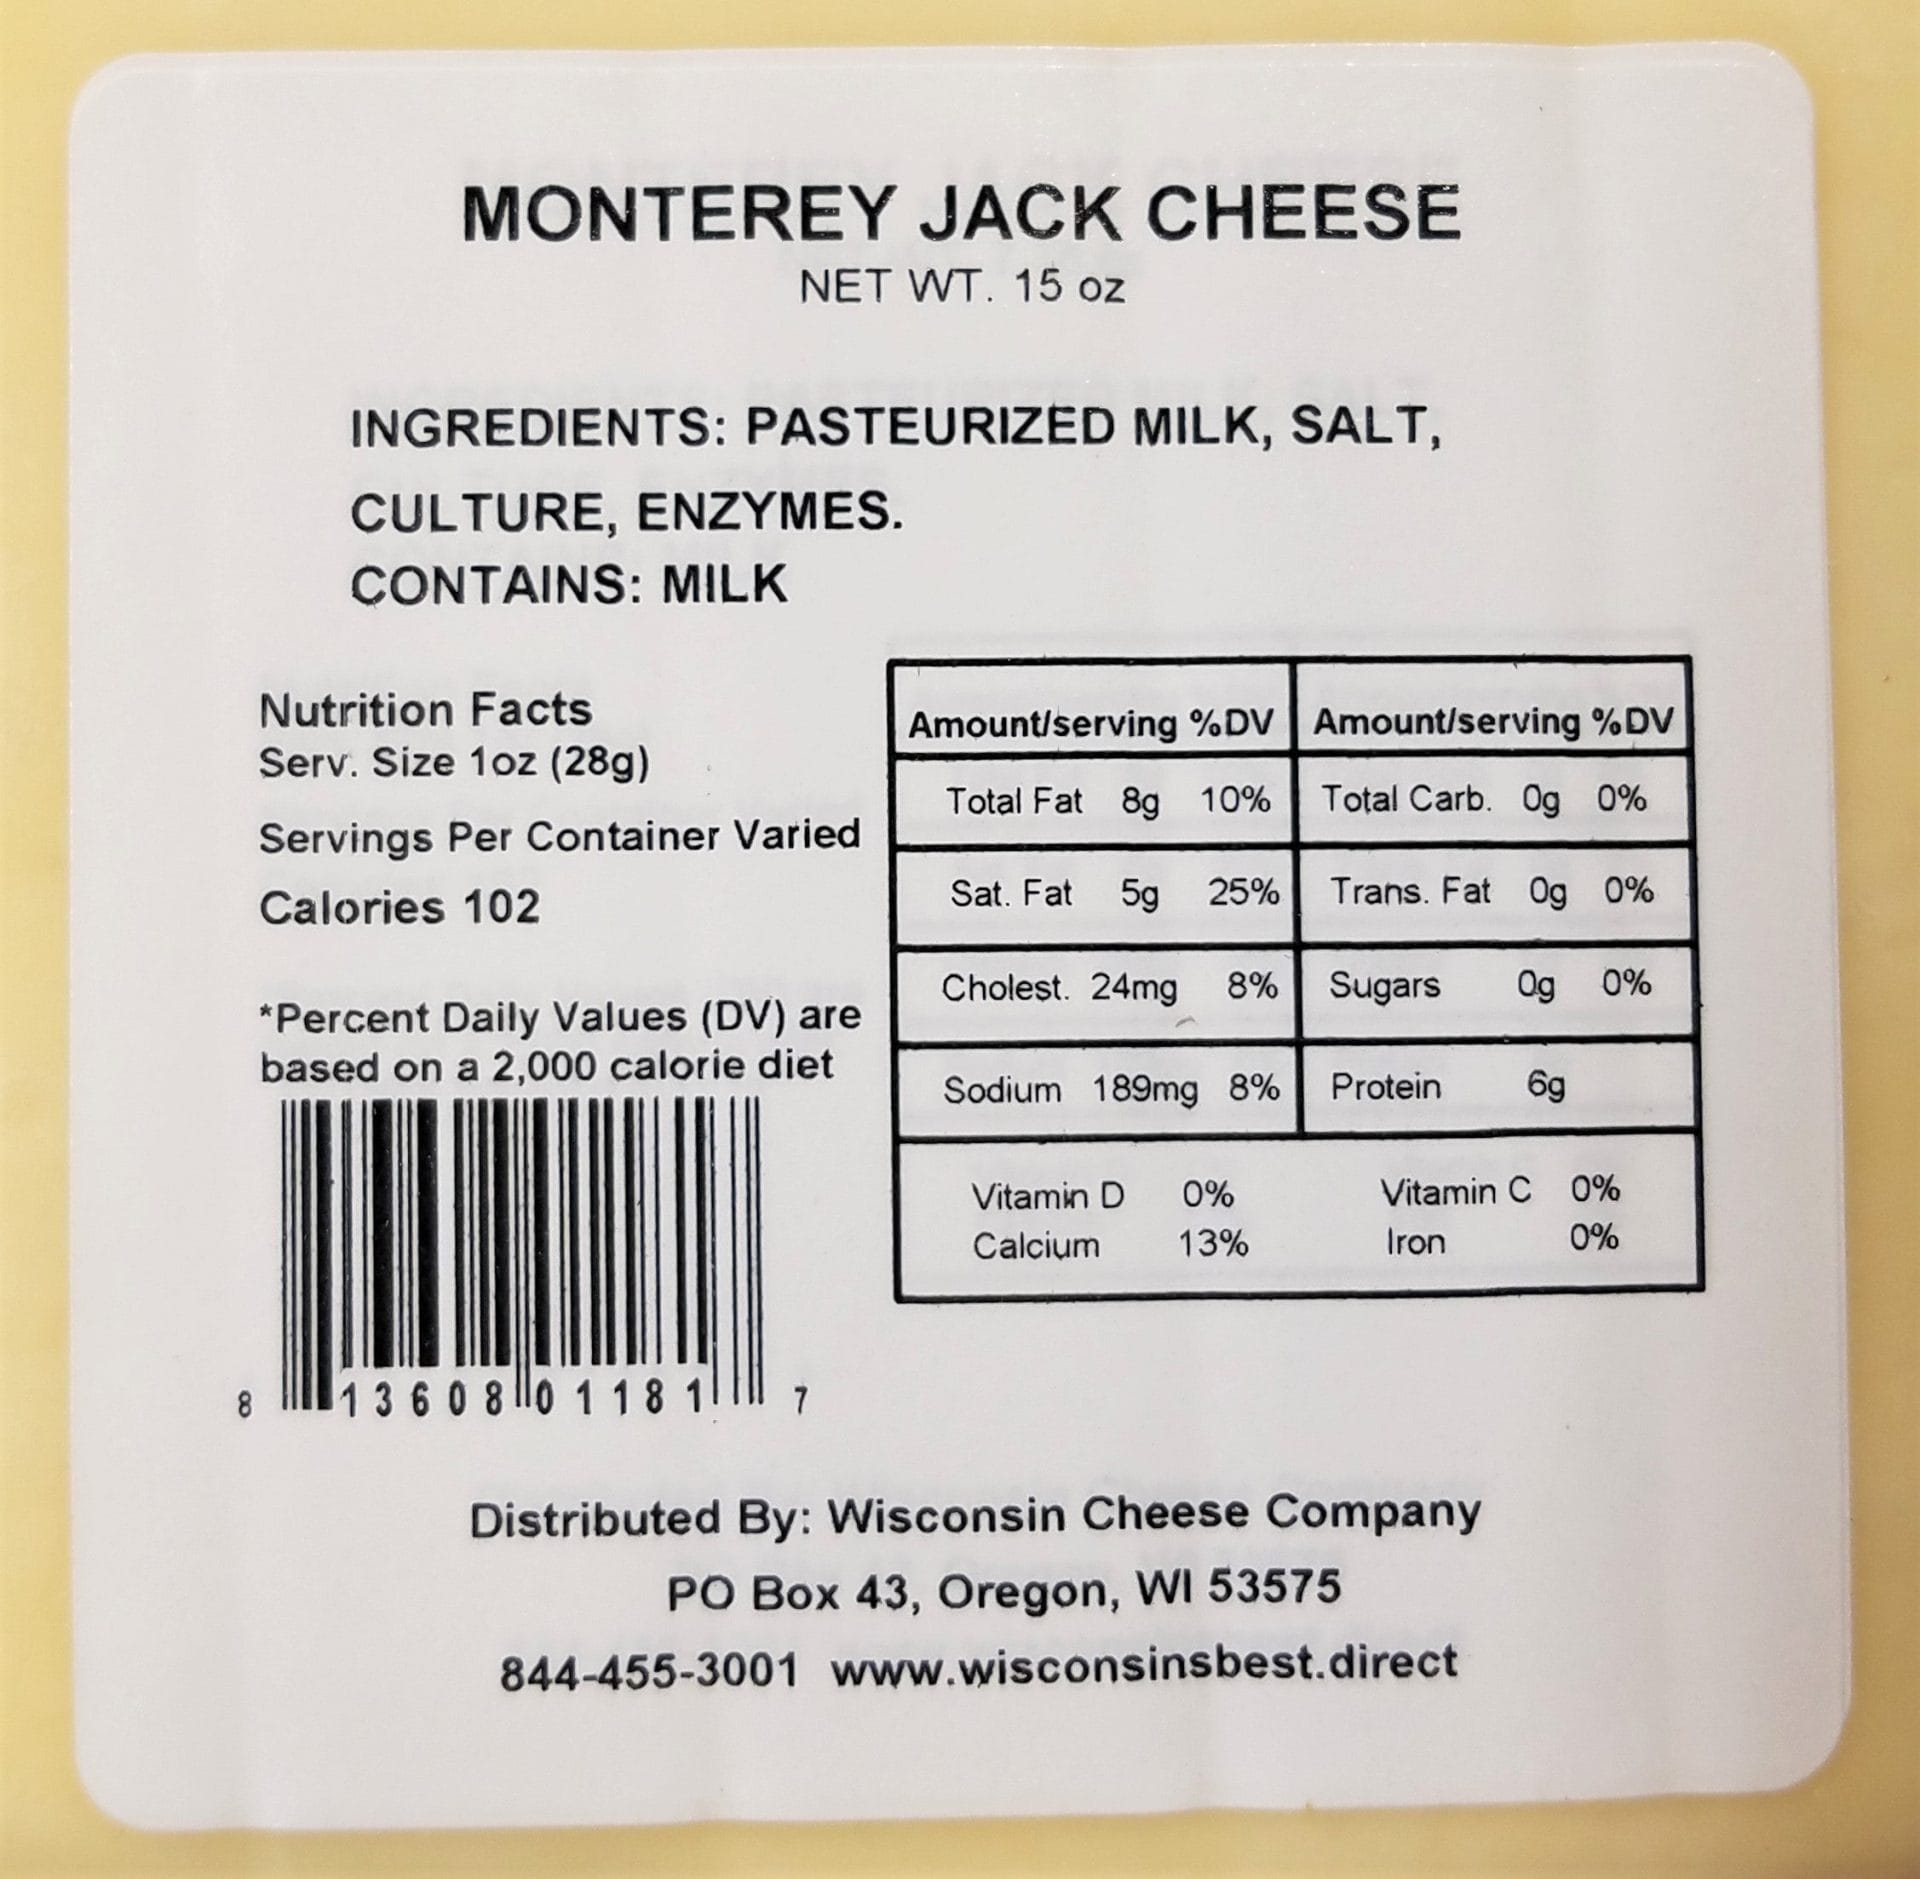 MONTEREY JACK CHEESE
NET WT. 15 oz
INGREDIENTS: PASTEURIZED MILK, SALT,
CULTURE, ENZYMES.
CONTAINS: MILK
Nutrition Facts
Serv. Size 1oz (28g)
Servings Per Container Varied
Calories 102
*Percent Daily Values (DV) are
based on a 2,000 calorie diet
Amount/serving %DV Amount/serving %DV
Total Fat 8g 10% Total Carb. 0g 0%
Sat. Fat 5g 25% Trans. Fat 0g 0%
Cholest. 24mg 8% Sugars 0g 0%
Sodium 189mg 8% Protein 6g
Vitamin D 0% Vitamin C 0%
Calcium 13% Iron 0%
8 13608 01181 7
Distributed By: Wisconsin Cheese Company
PO Box 43, Oregon, WI 53575
844-455-3001 www.wisconsinsbest.direct